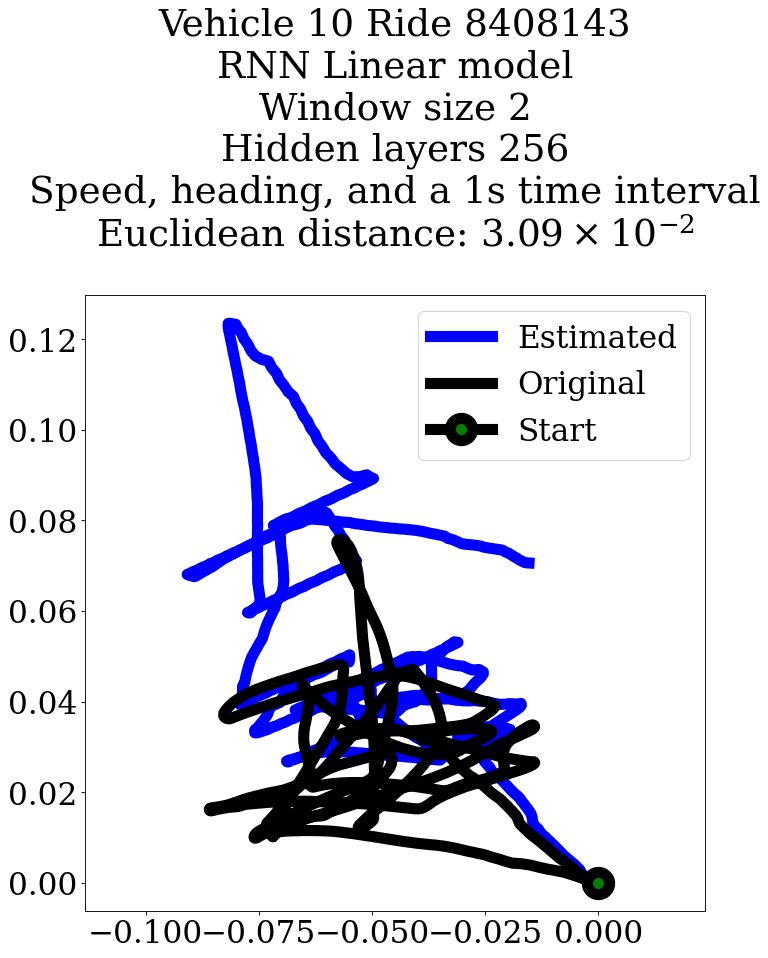 Vehicle 10 Ride 8408143
RNN Linear model
Window size 2
Hidden layers 256
Speed, heading, and a 1s time interval
Euclidean distance: 3.09 × 10⁻²
Estimated
Original
Start
0.12
0.10
0.08
0.06
0.04
0.02
0.00
−0.100−0.075−0.050−0.025 0.000